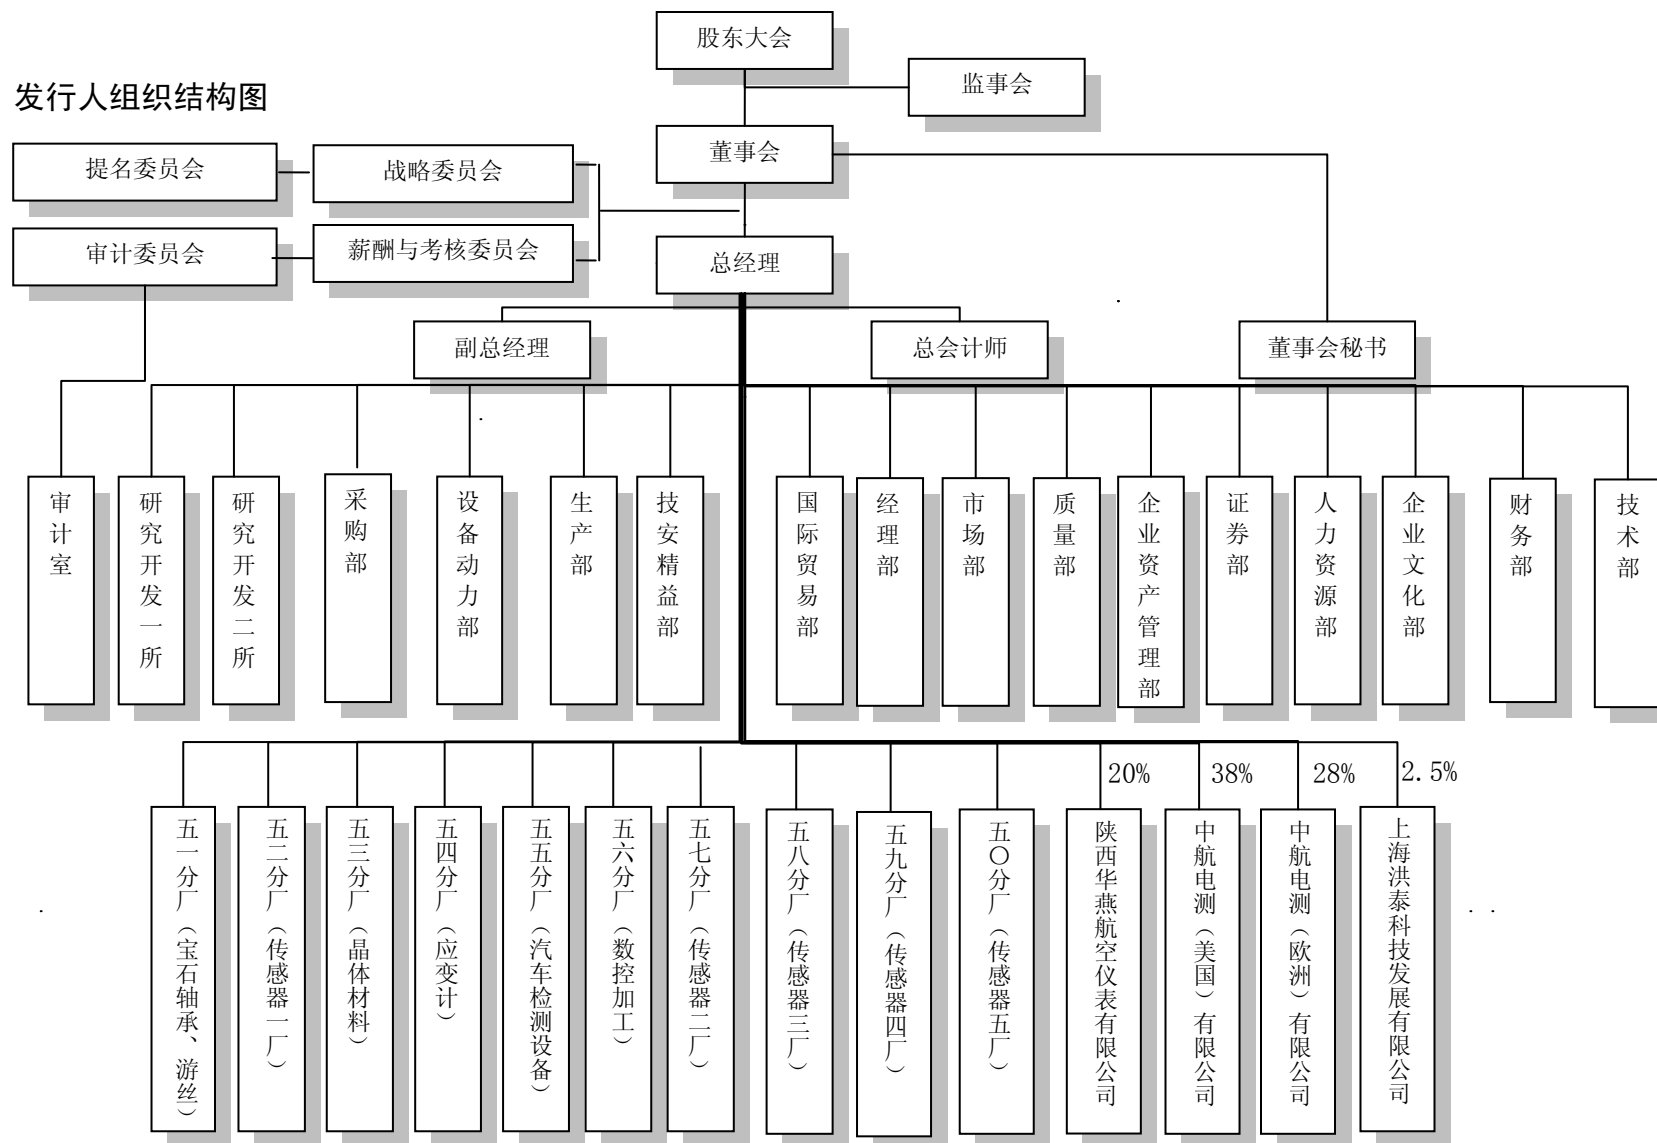 股东大会
监事会
发行人组织结构图
董事会
提名委员会
战略委员会
审计委员会
薪酬与考核委员会
总经理
副总经理
总会计师
董事会秘书
审计室
研究开发一所
研究开发二所
采购部
设备动力部
生产部
技安精益部
国际贸易部
经理部
市场部
质量部
企业资产管理部
证券部
人力资源部
企业文化部
财务部
技术部
20%
38%
28%
2.5%
五一分厂（宝石轴承、游丝）
五二分厂（传感器一厂）
五三分厂（晶体材料）
五四分厂（应变计）
五五分厂（汽车检测设备）
五六分厂（数控加工）
五七分厂（传感器二厂）
五八分厂（传感器三厂）
五九分厂（传感器四厂）
五〇分厂（传感器五厂）
陕西华燕航空仪表有限公司
中航电测（美国）有限公司
中航电测（欧洲）有限公司
上海洪泰科技发展有限公司